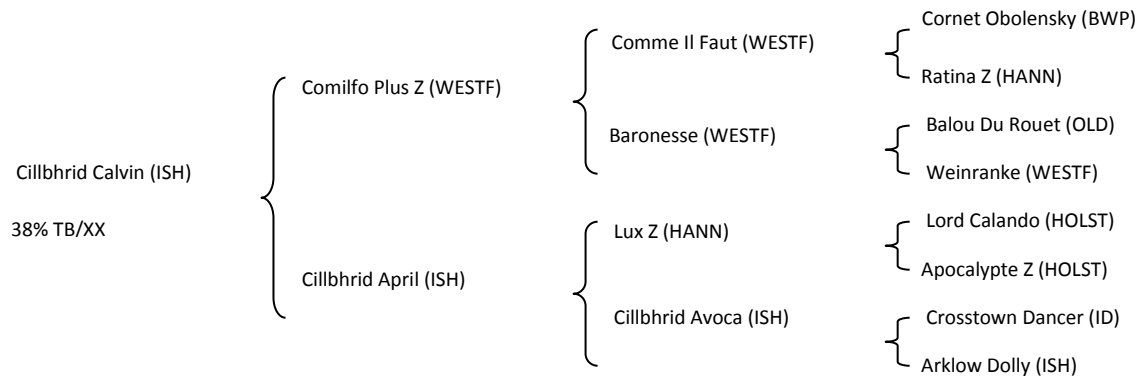 Cillbhrid Calvin (ISH)
38% TB/XX
Comilfo Plus Z (WESTF)
Cillbhrid April (ISH)
Comme Il Faut (WESTF)
Baronesse (WESTF)
Lux Z (HANN)
Cillbhrid Avoca (ISH)
Cornet Obolensky (BWP)
Ratina Z (HANN)
Balou Du Rouet (OLD)
Weinranke (WESTF)
Lord Calando (HOLST)
Apocalypte Z (HOLST)
Crosstown Dancer (ID)
Arklow Dolly (ISH)